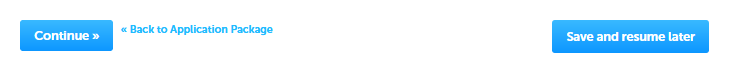 Continue »
« Back to Application Package
Save and resume later